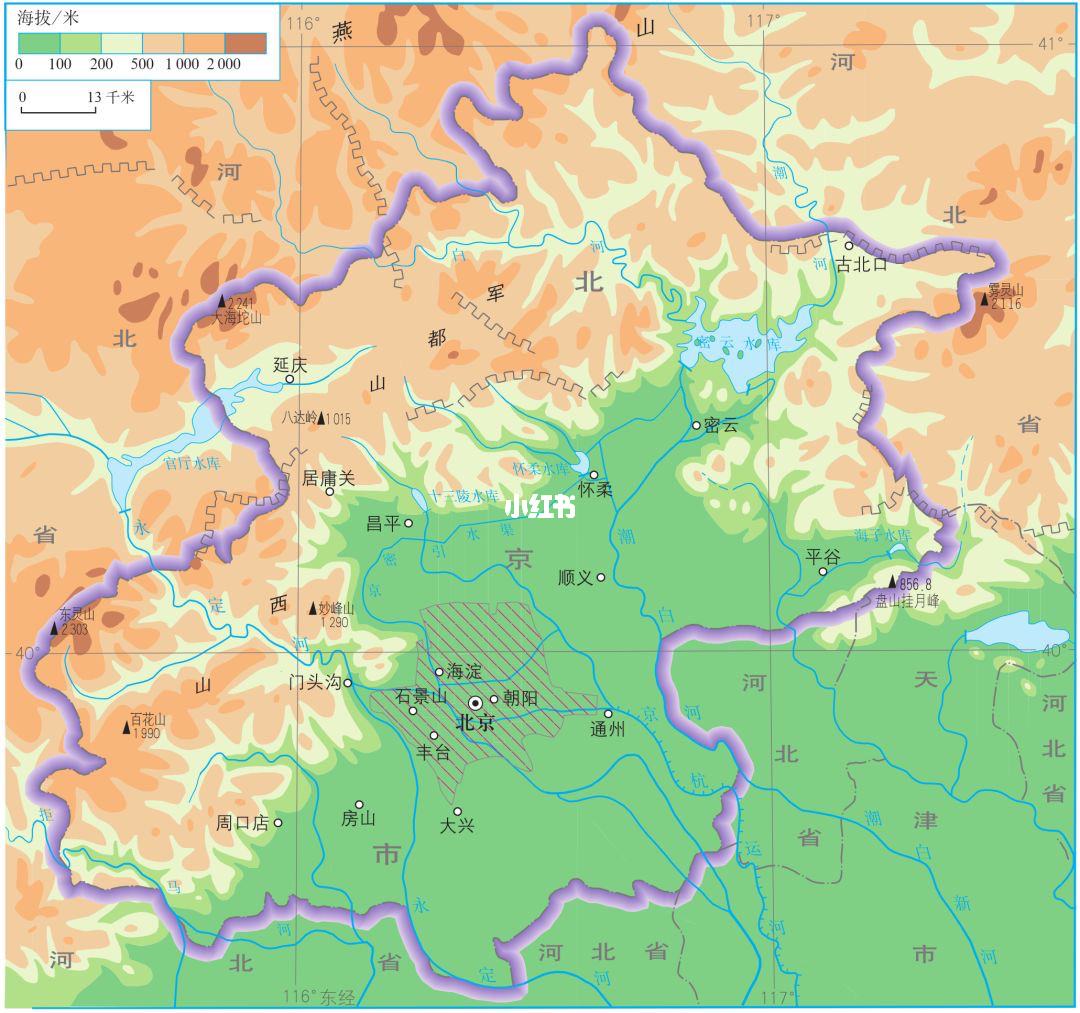 海拔/米
0 100 200 500 1 000 2 000
0 13 千米
116° 117°
41°
燕 山
河
河
潮
北
古北口
白 河
河
北
雾灵山
2 116
2 241
大海坨山
军
都
山
北
密云水库
延庆
八达岭 1 015
密云
省
官厅水库
居庸关
怀柔水库
怀柔
十三陵水库
小红书
昌平
永
省
密
引
水
渠
京
京
潮
海子水库
平谷
顺义
856.8
盘山挂月峰
定
西
妙峰山
1 290
东灵山
2 303
白
河
40° 40°
海淀
门头沟
山
石景山
朝阳
北京
河
天
河
百花山
1 990
丰台
通州
京
河
北
北
杭
省
拒
周口店
房山
大兴
潮
津
省
市
运
白
马
永
新
河
河
河
北
省
定
河
河 北 省
市
河
116° 东经 117°